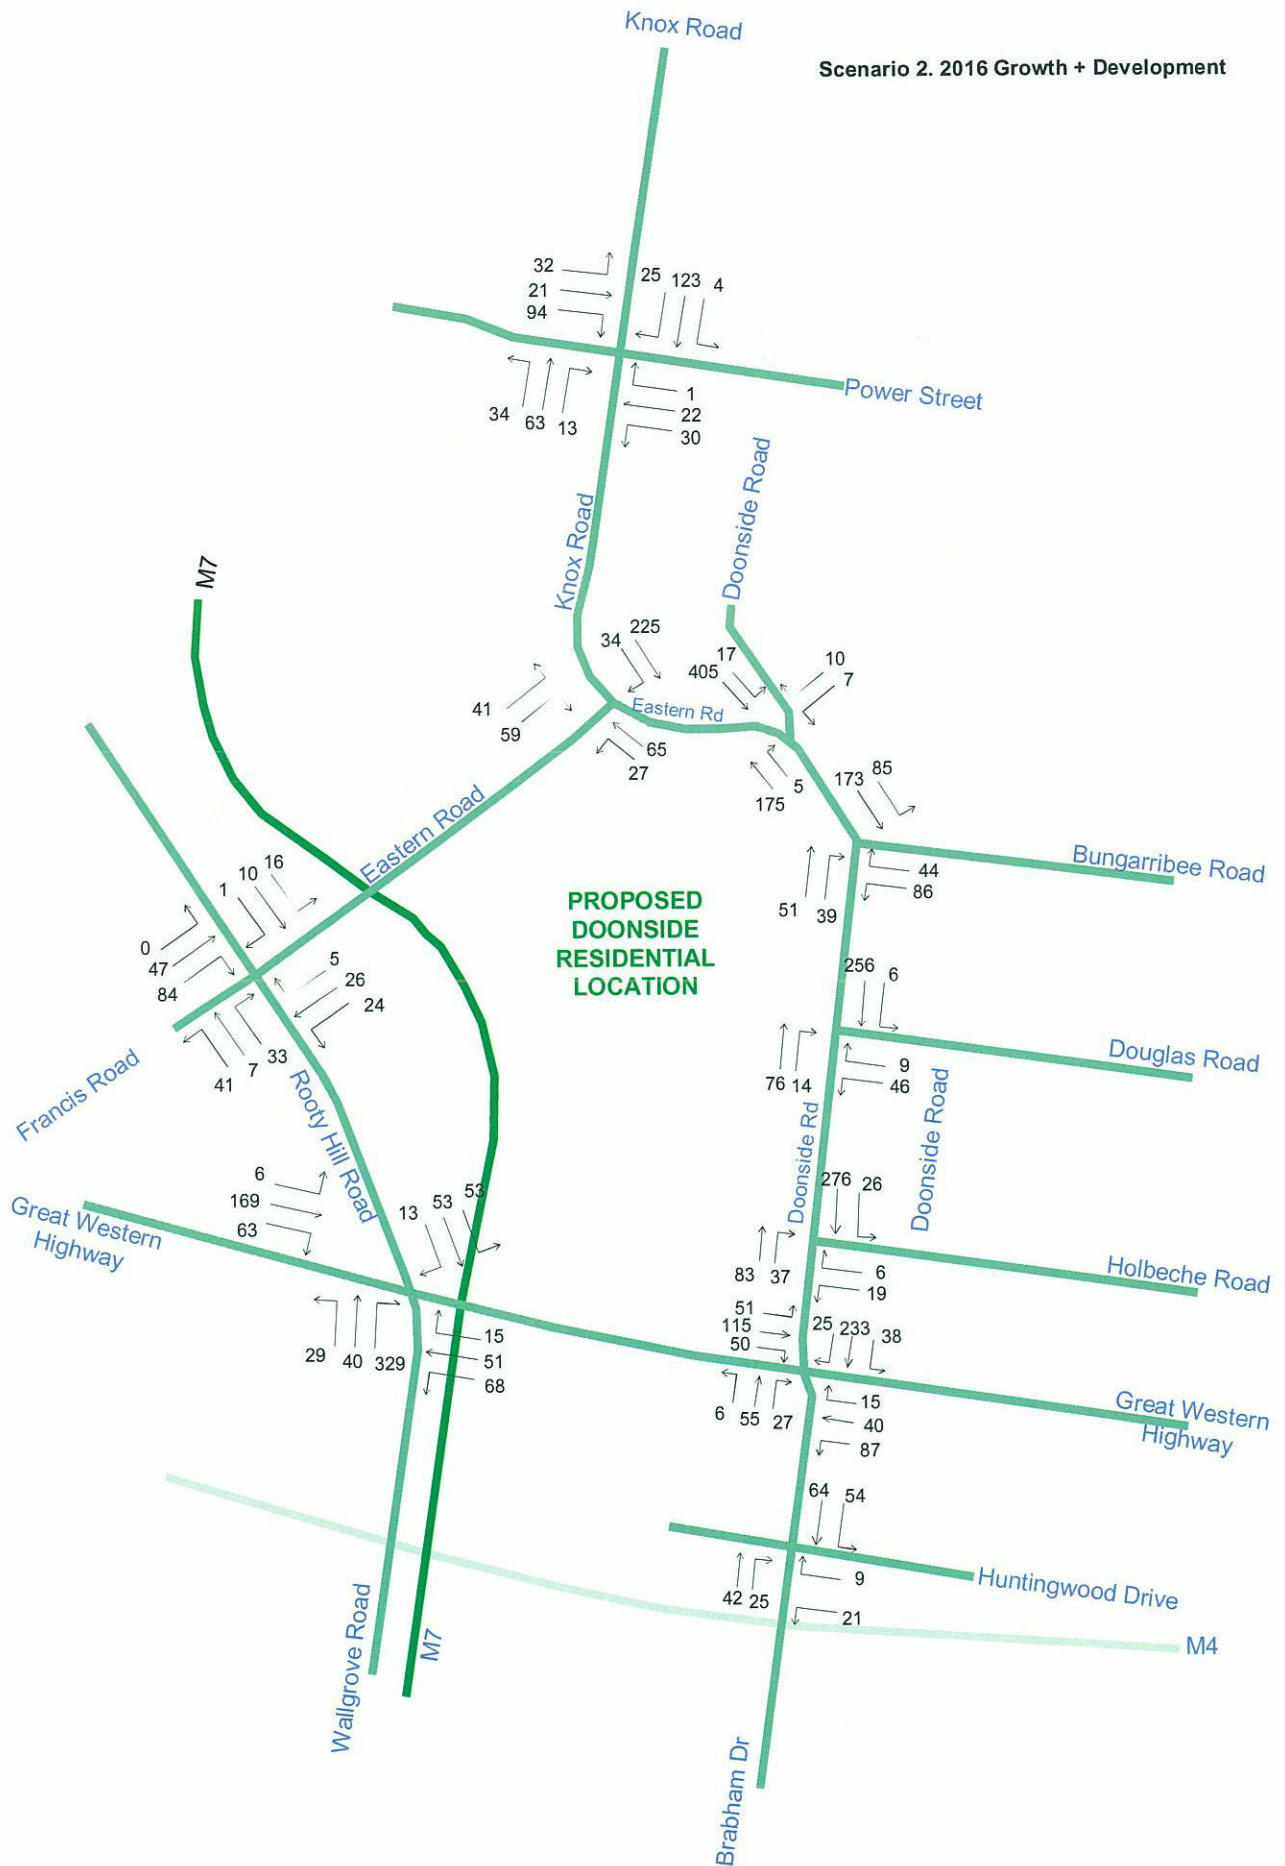 Knox Road
Scenario 2. 2016 Growth + Development
32
21
94
25 123 4
34 63 13
1
22
30
Power Street
Doonside Road
Knox Road
M7
34 225
41
59
Eastern Rd
65
27
17
405
10
7
5
175
173 85
Bungarribee Road
44
86
51 39
Eastern Road
PROPOSED
DOONSIDE
RESIDENTIAL
LOCATION
1 10 16
0
47
84
5
26
24
41 7 33
Francis Road
Rooty Hill Road
256 6
76 14
9
46
Douglas Road
Doonside Rd
Doonside Road
276 26
83 37
6
19
Holbeche Road
Great Western
Highway
6
169
63
13 53 53
29 40 329
15
51
68
51
115
50
25 233 38
6 55 27
15
40
87
Great Western
Highway
64 54
42 25
9
21
Huntingwood Drive
M4
Wallgrove Road
M7
Brabham Dr